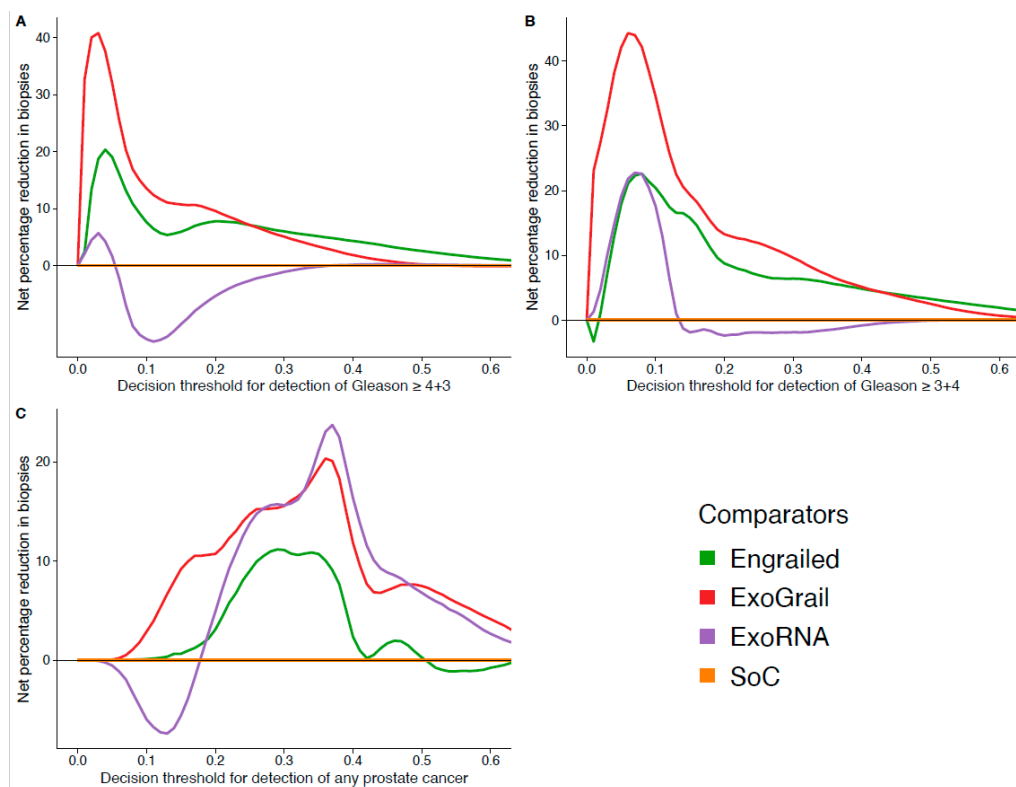 A
Net percentage reduction in biopsies
40
30
20
10
0
0.0 0.1 0.2 0.3 0.4 0.5 0.6
Decision threshold for detection of Gleason ≥ 4+3
B
Net percentage reduction in biopsies
40
30
20
10
0
0.0 0.1 0.2 0.3 0.4 0.5 0.6
Decision threshold for detection of Gleason ≥ 3+4
C
Net percentage reduction in biopsies
20
10
0
0.0 0.1 0.2 0.3 0.4 0.5 0.6
Decision threshold for detection of any prostate cancer
Comparators
Engrailed
ExoGrail
ExoRNA
SoC